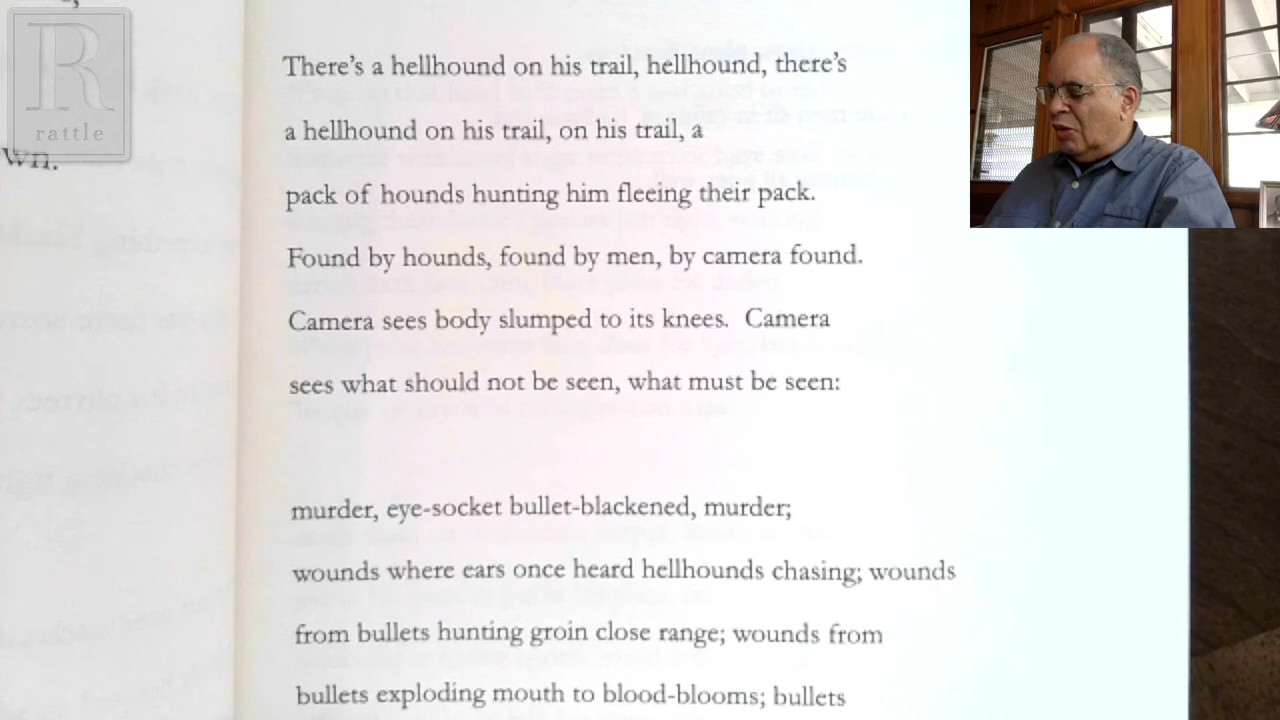 R
rattle
wn.
There's a hellhound on his trail, hellhound, there's
a hellhound on his trail, on his trail, a
pack of hounds hunting him fleeing their pack.
Found by hounds, found by men, by camera found.
Camera sees body slumped to its knees. Camera
sees what should not be seen, what must be seen:
murder, eye-socket bullet-blackened, murder;
wounds where ears once heard hellhounds chasing; wounds
from bullets hunting groin close range; wounds from
bullets exploding mouth to blood-blooms; bullets